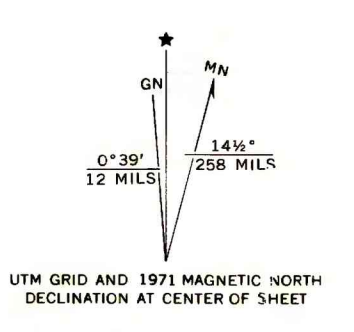 ★
GN
MN
0°39'
12 MILS
14½°
258 MILS
UTM GRID AND 1971 MAGNETIC NORTH
DECLINATION AT CENTER OF SHEET